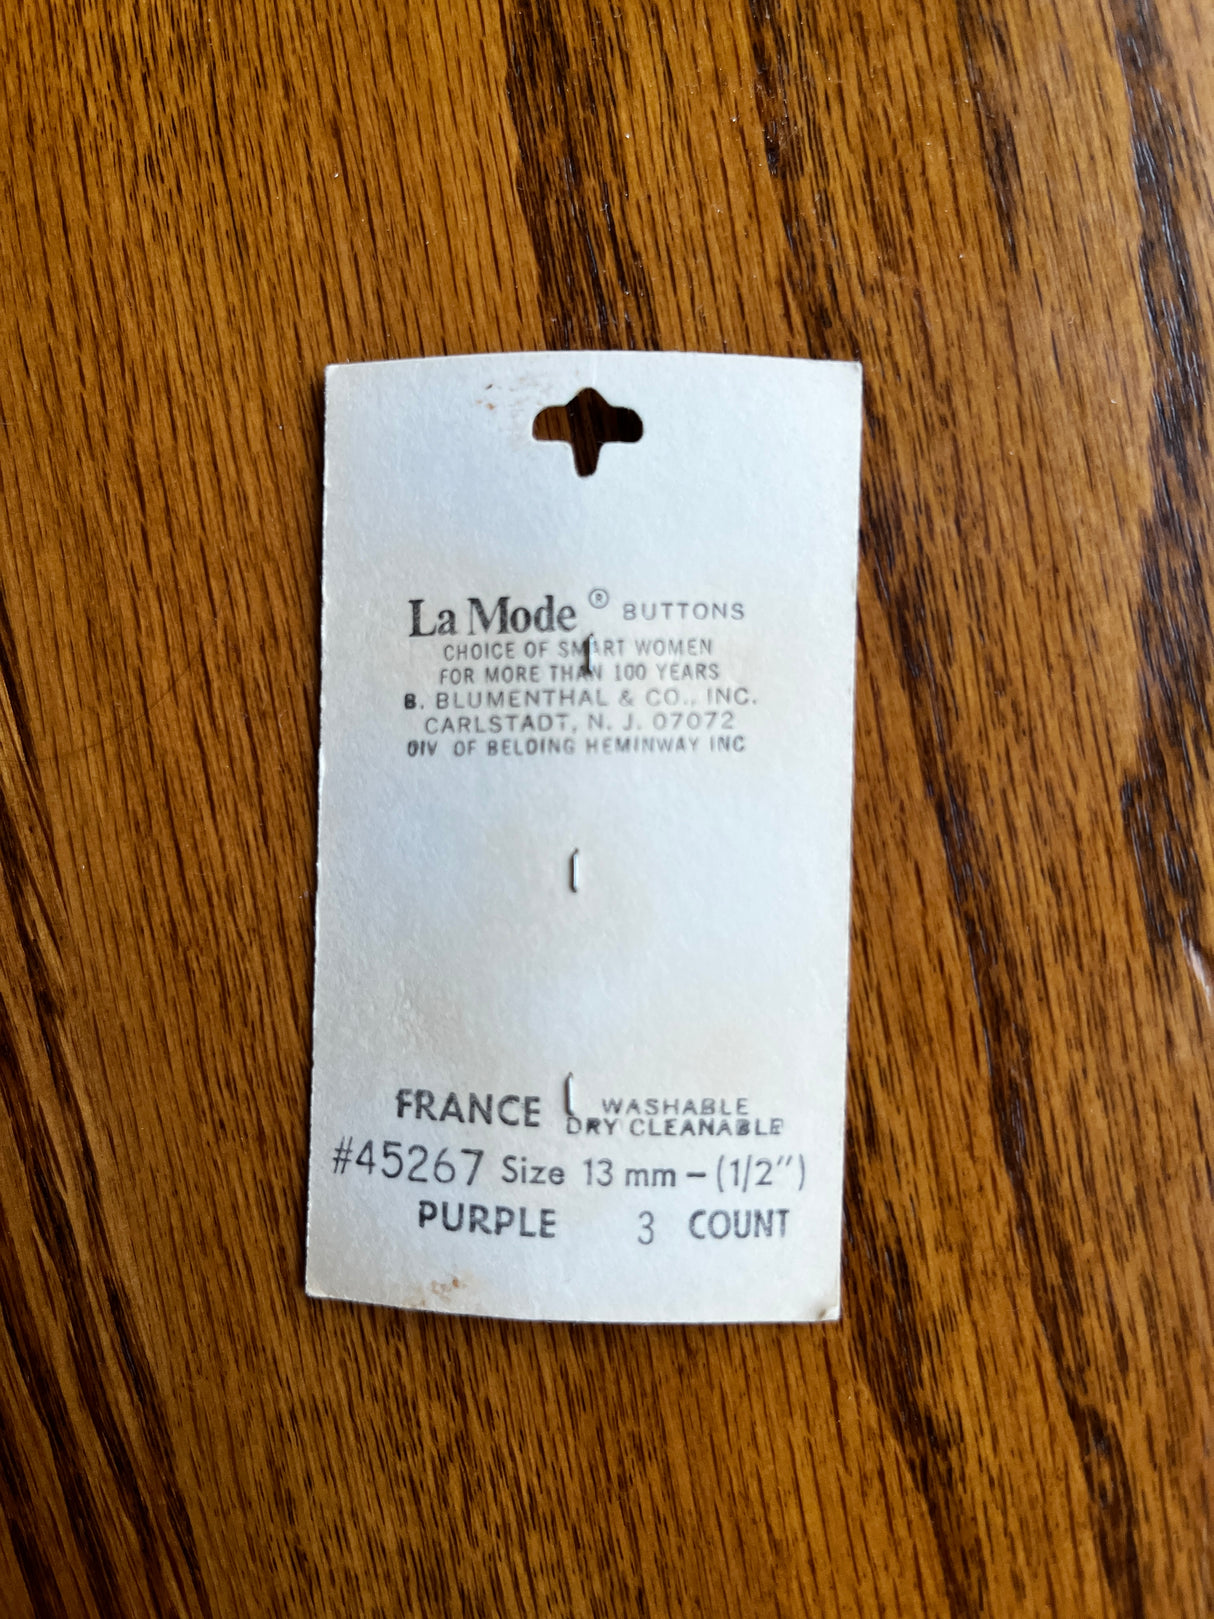 La Mode ® BUTTONS
CHOICE OF SMART WOMEN
FOR MORE THAN 100 YEARS
B. BLUMENTHAL & CO., INC.
CARLSTADT, N. J. 07072
DIV OF BELDING HEMINWAY INC
FRANCE WASHABLE
DRY CLEANABLE
#45267 Size 13 mm – (1/2")
PURPLE 3 COUNT